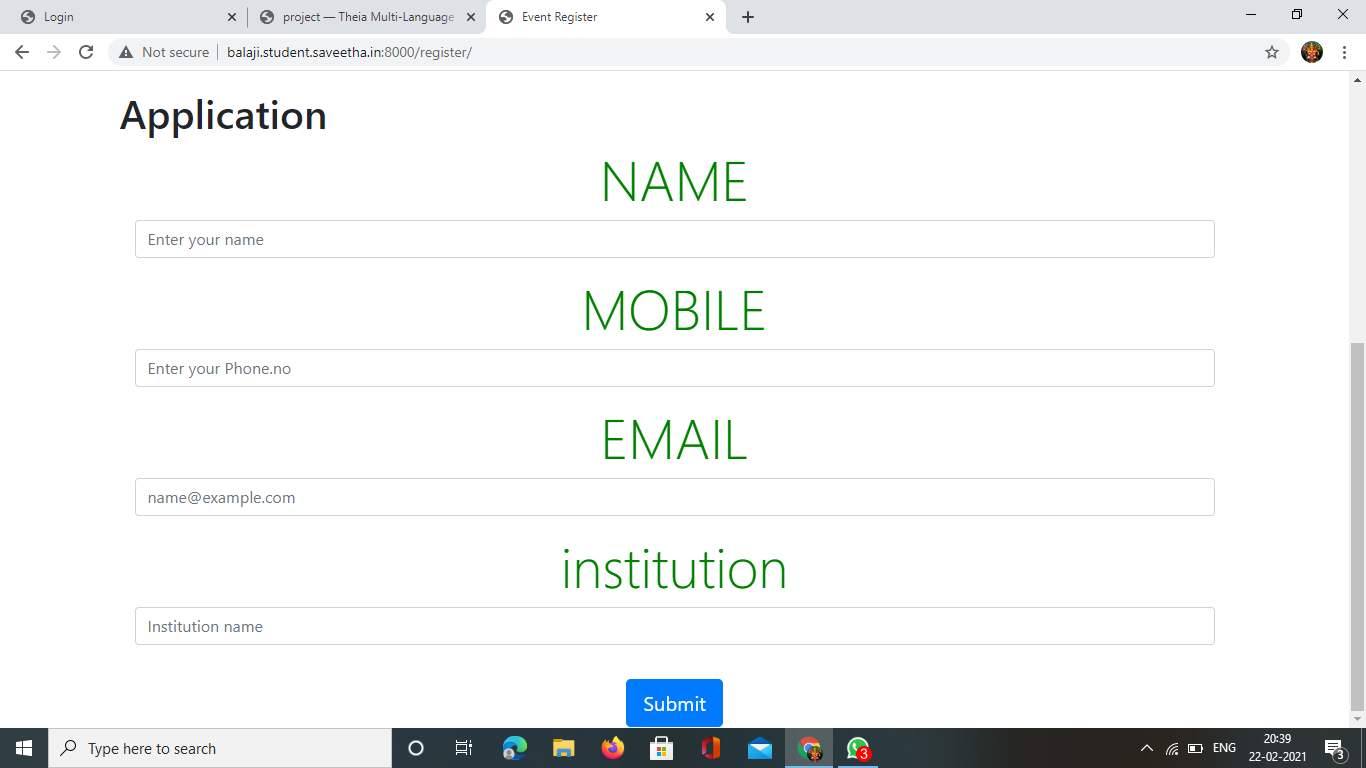 Login
project — Theia Multi-Language
Event Register
Not secure
balaji.student.saveetha.in:8000/register/
Application
NAME
Enter your name
MOBILE
Enter your Phone.no
EMAIL
name@example.com
institution
Institution name
Submit
Type here to search
3
ENG
20:39
22-02-2021
3